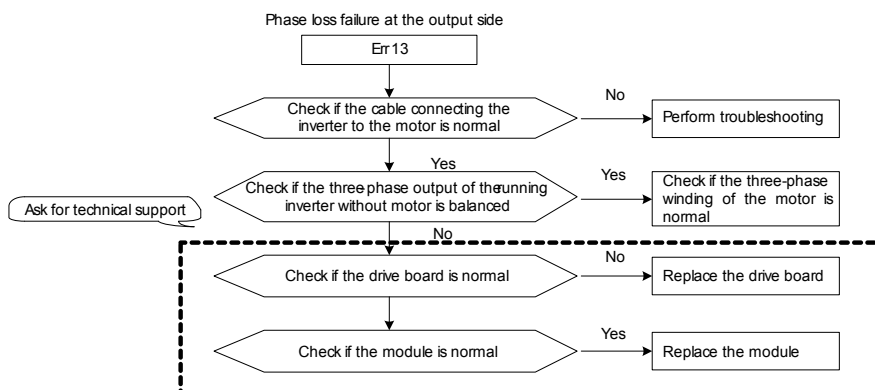 Phase loss failure at the output side
Err 13
Check if the cable connecting the
inverter to the motor is normal
No
Perform troubleshooting
Yes
Check if the three-phase output of the running
inverter without motor is balanced
Yes
Check if the three-phase
winding of the motor is
normal
Ask for technical support
No
Check if the drive board is normal
No
Replace the drive board
Check if the module is normal
Yes
Replace the module